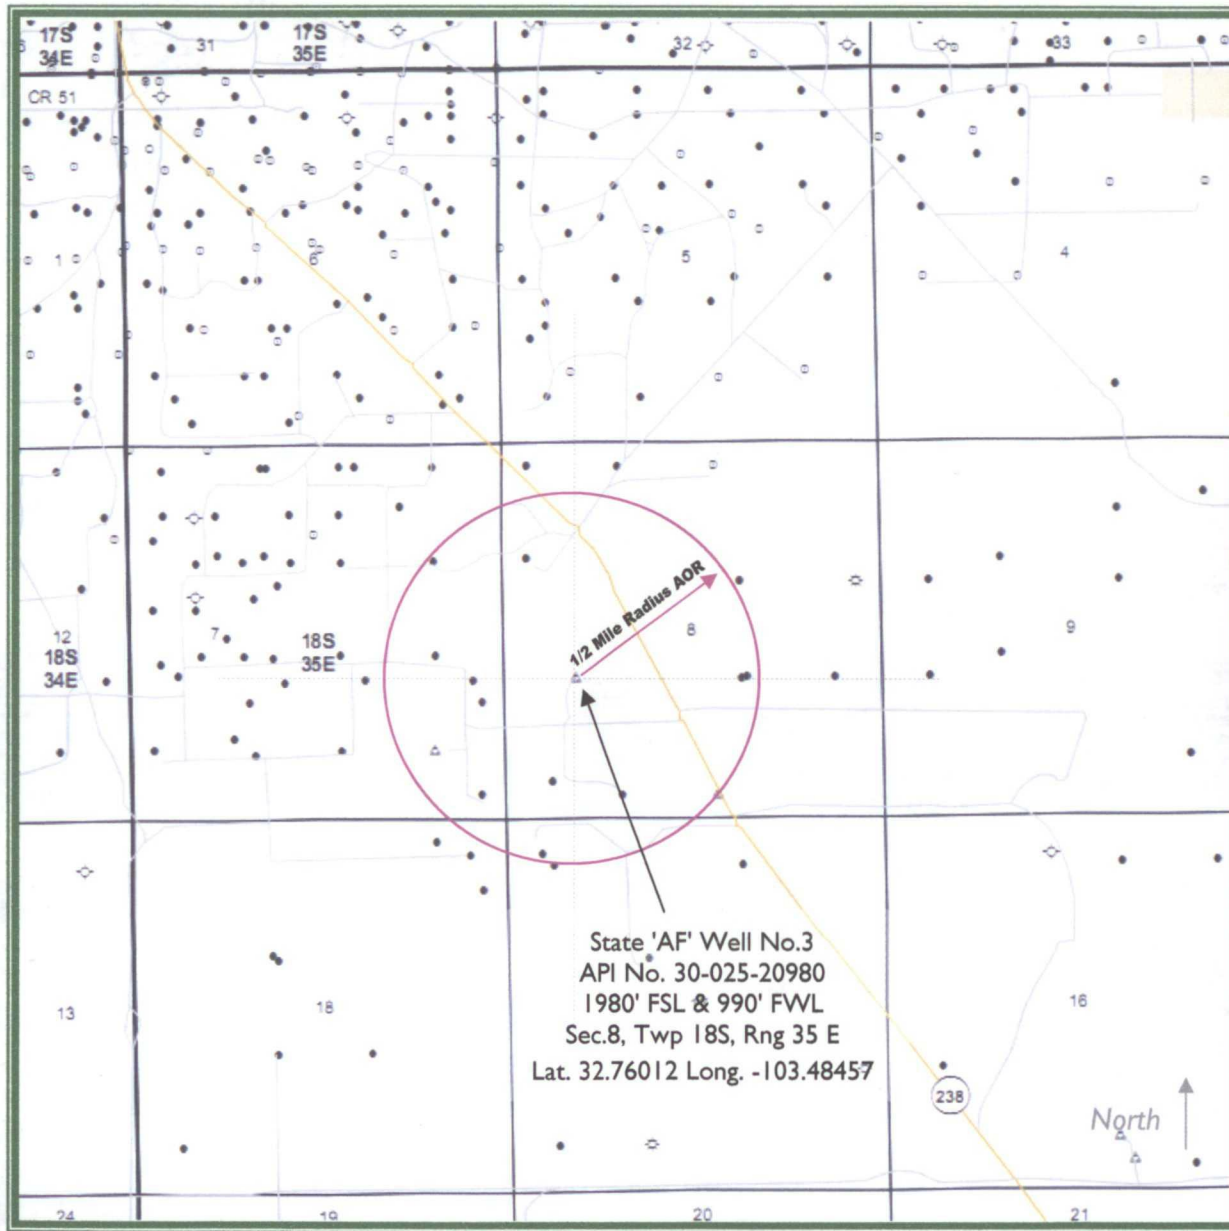 17S
34E
31
17S
35E
32
33
6
CR 51
1
6
5
4
1/2 Mile Radius AOR
12
18S
34E
7
18S
35E
8
9
State 'AF' Well No.3
API No. 30-025-20980
1980' FSL & 990' FWL
Sec.8, Twp 18S, Rng 35 E
Lat. 32.76012 Long. -103.48457
13
18
16
238
North
24
19
20
21